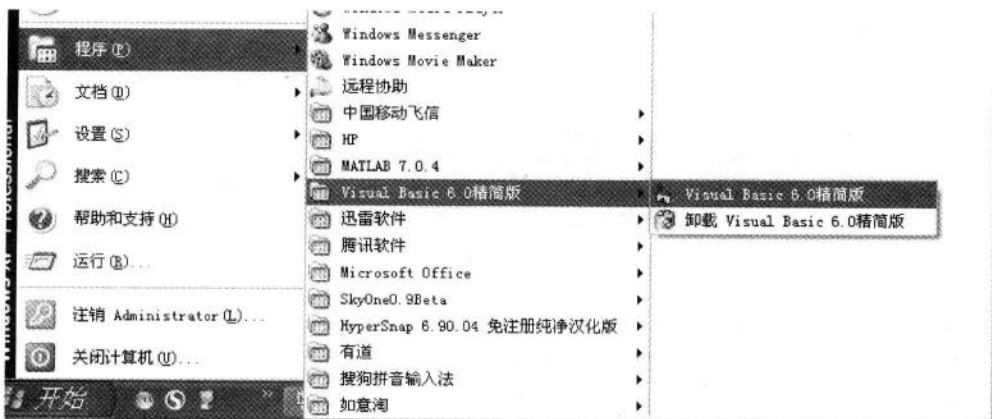 程序(P)
文档(D)
设置(S)
搜索(C)
帮助和支持(H)
运行(R)...
注销 Administrator(L)...
关闭计算机(U)...
开始
Windows XP Professional
Windows Messenger
Windows Movie Maker
远程协助
中国移动飞信
HP
MATLAB 7.0.4
Visual Basic 6.0精简版
迅雷软件
腾讯软件
Microsoft Office
SkyOne0.9Beta
HyperSnap 6.90.04 免注册纯净汉化版
有道
搜狗拼音输入法
如意淘
Visual Basic 6.0精简版
卸载 Visual Basic 6.0精简版